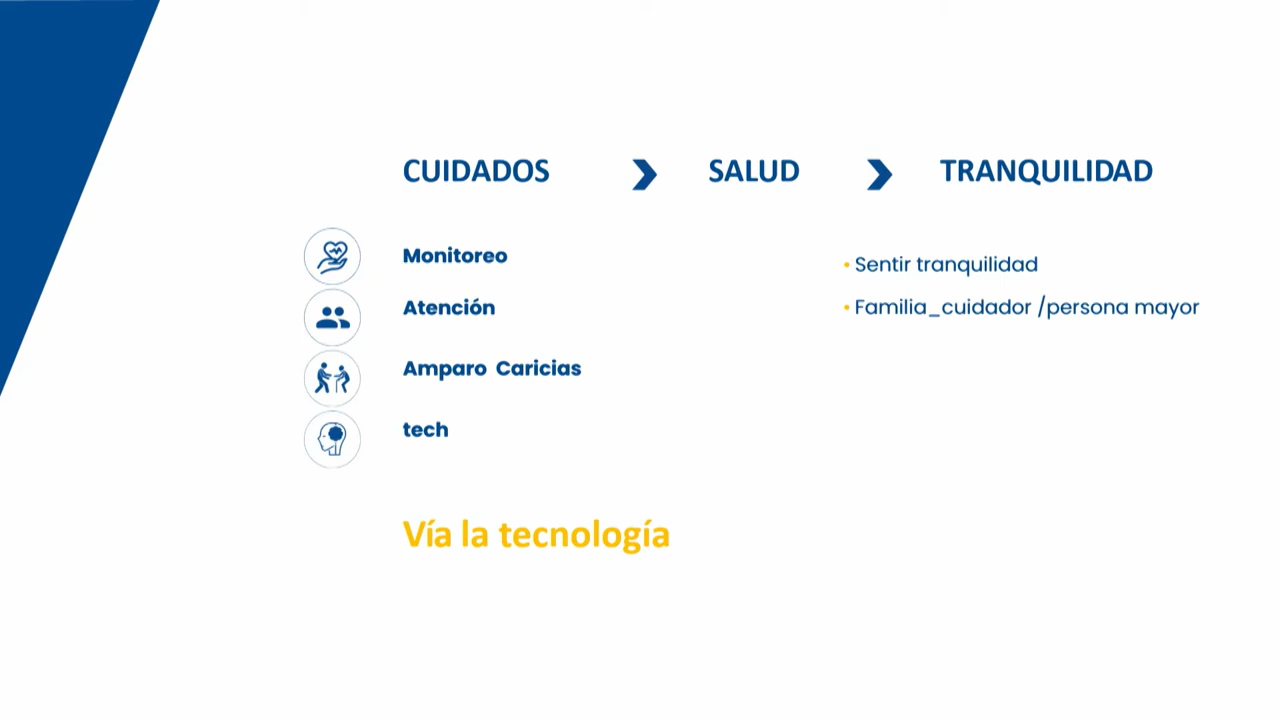 CUIDADOS SALUD TRANQUILIDAD
Monitoreo
Atención
Amparo Caricias
tech
• Sentir tranquilidad
• Familia_cuidador /persona mayor
Vía la tecnología